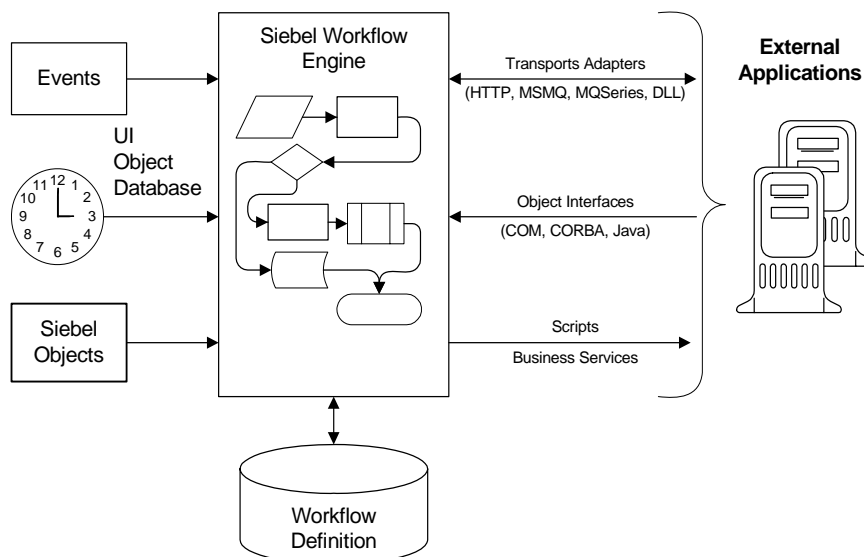 Siebel Workflow
Engine
Events
UI
Object
Database
12
1
2
3
4
5
6
7
8
9
10
11
Siebel
Objects
Transports Adapters
(HTTP, MSMQ, MQSeries, DLL)
Object Interfaces
(COM, CORBA, Java)
Scripts
Business Services
External
Applications
Workflow
Definition